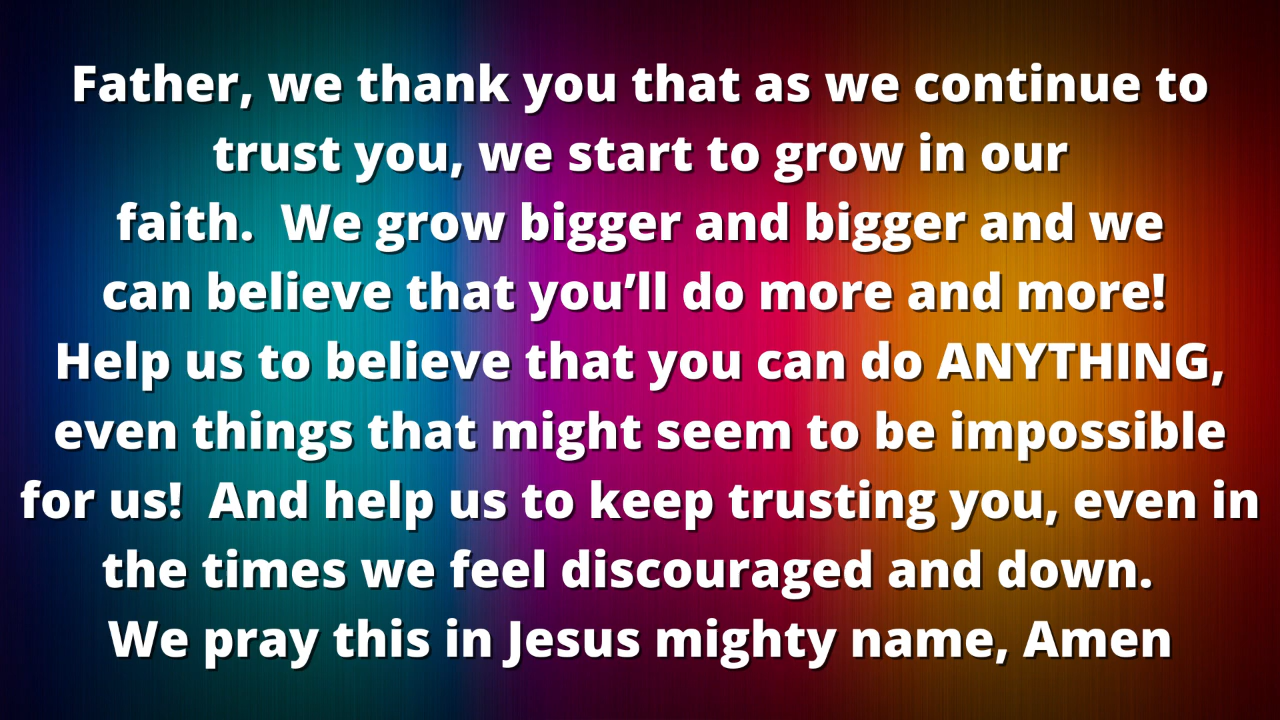 Father, we thank you that as we continue to
trust you, we start to grow in our
faith.  We grow bigger and bigger and we
can believe that you’ll do more and more!
Help us to believe that you can do ANYTHING,
even things that might seem to be impossible
for us!  And help us to keep trusting you, even in
the times we feel discouraged and down.
We pray this in Jesus mighty name, Amen